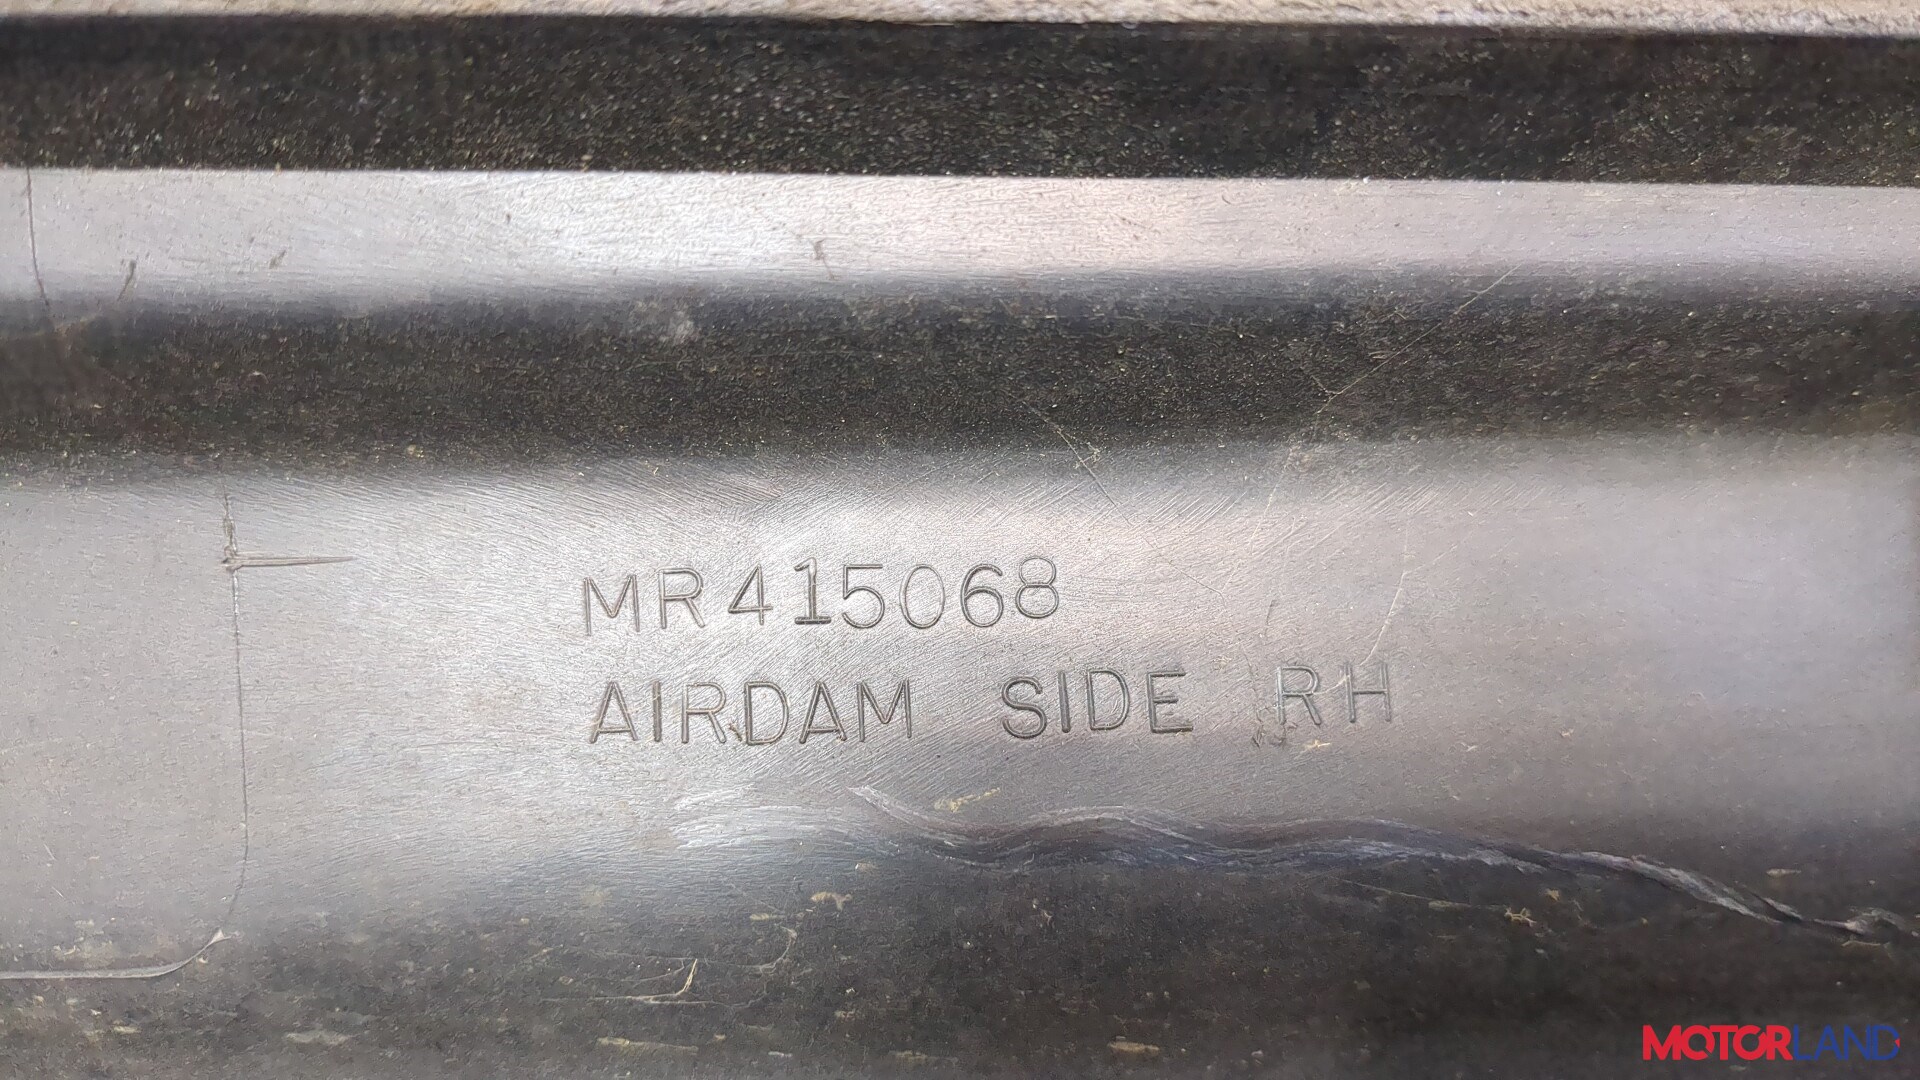 MR415068
AIRDAM SIDE RH
MOTORLAND